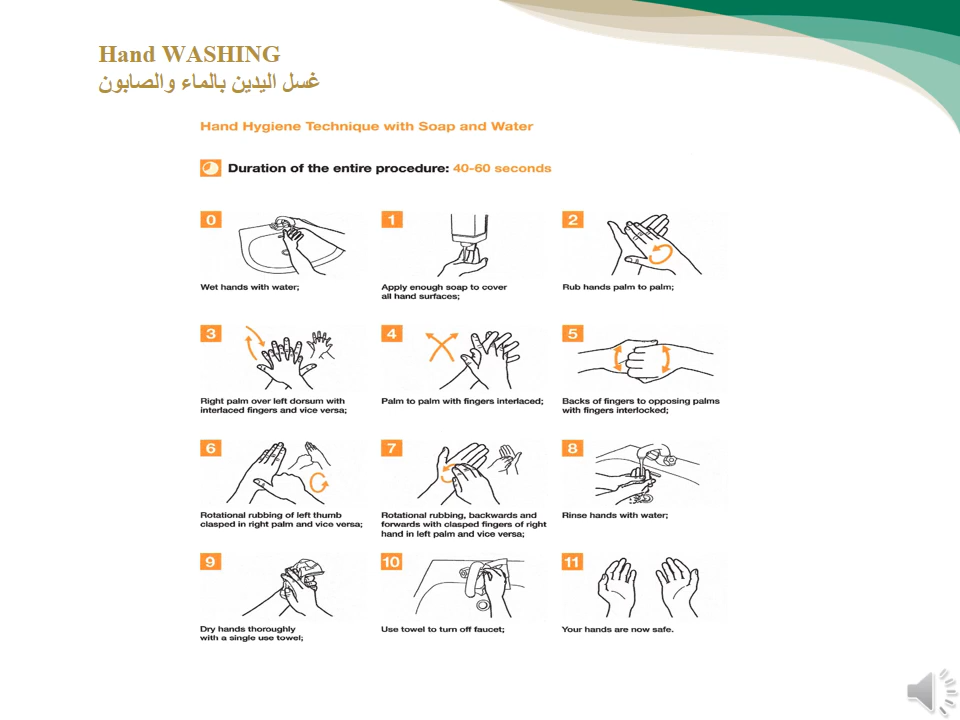 Hand WASHING
غسل اليدين بالماء والصابون
Hand Hygiene Technique with Soap and Water
Duration of the entire procedure: 40-60 seconds
0
Wet hands with water;
1
Apply enough soap to cover
all hand surfaces;
2
Rub hands palm to palm;
3
Right palm over left dorsum with
interlaced fingers and vice versa;
4
Palm to palm with fingers interlaced;
5
Backs of fingers to opposing palms
with fingers interlocked;
6
Rotational rubbing of left thumb
clasped in right palm and vice versa;
7
Rotational rubbing, backwards and
forwards with clasped fingers of right
hand in left palm and vice versa;
8
Rinse hands with water;
9
Dry hands thoroughly
with a single use towel;
10
Use towel to turn off faucet;
11
Your hands are now safe.